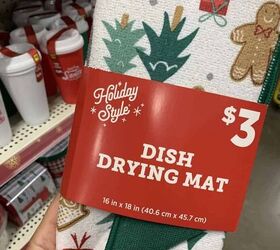 Holiday
Style
$3
DISH
DRYING MAT
16 in x 18 in (40.6 cm x 45.7 cm)